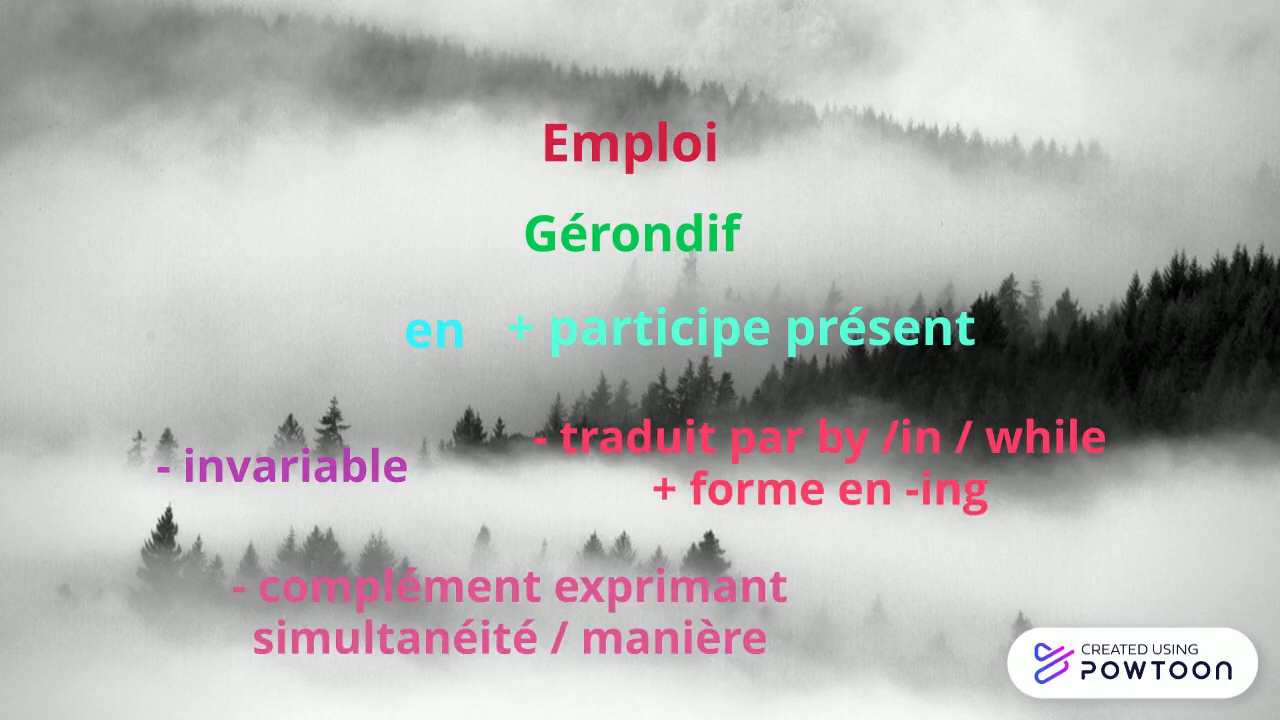 Emploi
Gérondif
en + participe présent
- invariable
- traduit par by /in / while
+ forme en -ing
- complément exprimant
simultanéité / manière
CREATED USING
POWTOON